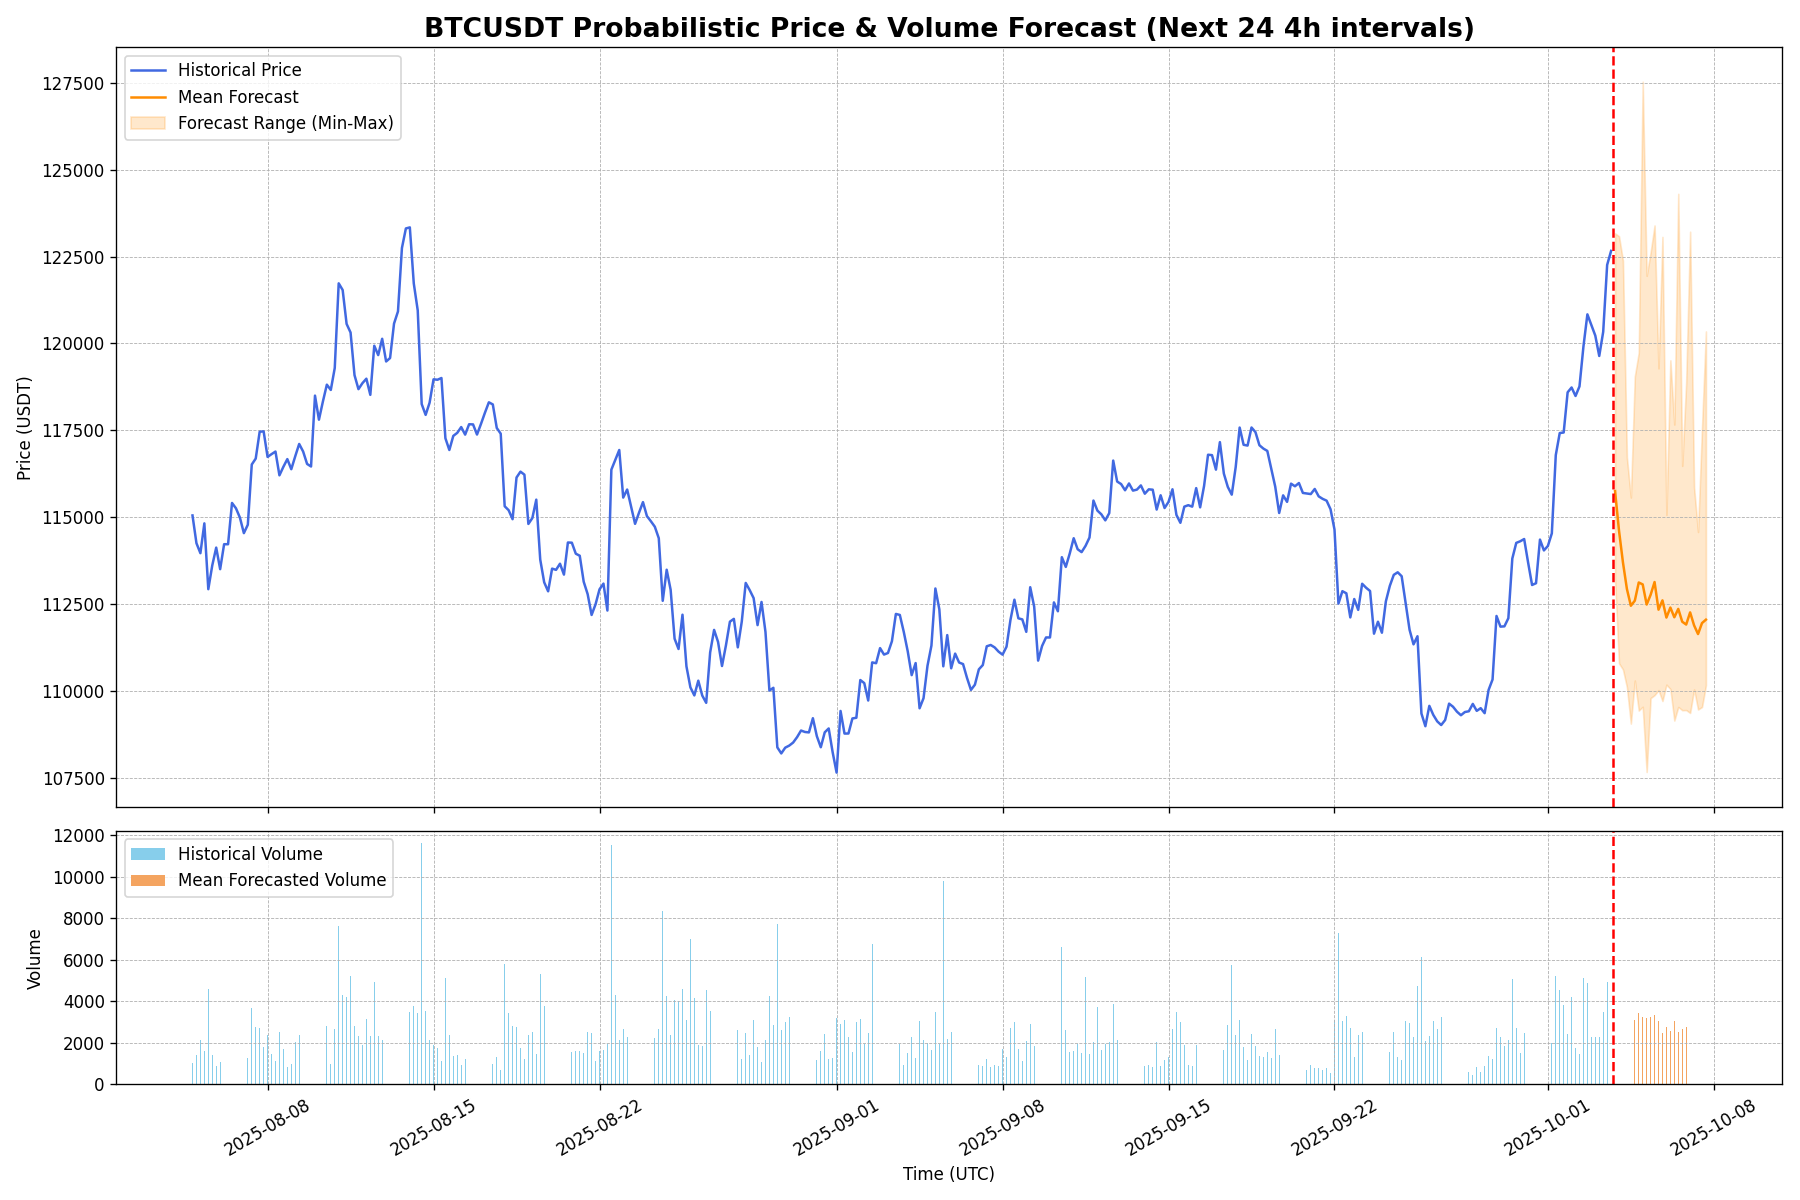 BTCUSDT Probabilistic Price & Volume Forecast (Next 24 4h intervals)
Historical Price
Mean Forecast
Forecast Range (Min-Max)
127500
125000
122500
120000
117500
115000
112500
110000
107500
Price (USDT)
Historical Volume
Mean Forecasted Volume
12000
10000
8000
6000
4000
2000
0
Volume
2025-08-08
2025-08-15
2025-08-22
2025-09-01
2025-09-08
2025-09-15
2025-09-22
2025-10-01
2025-10-08
Time (UTC)